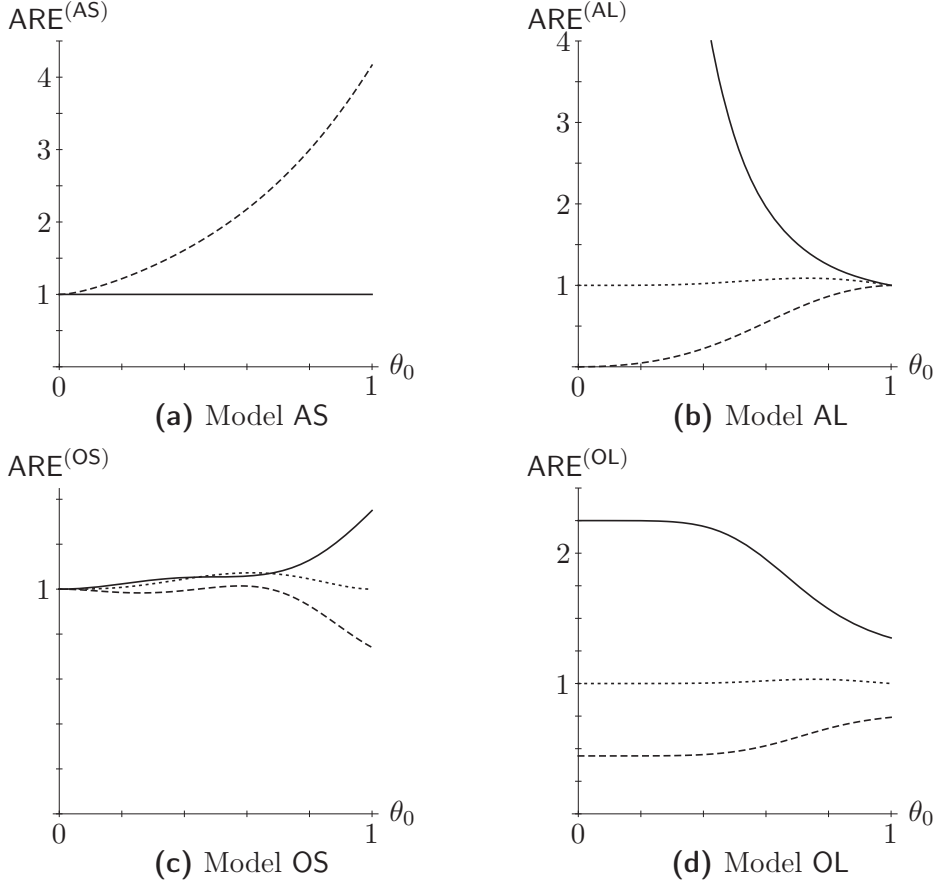 ARE(AS)
4
3
2
1
0
1
θ0
(a) Model AS
ARE(AL)
4
3
2
1
0
1
θ0
(b) Model AL
ARE(OS)
1
0
1
θ0
(c) Model OS
ARE(OL)
2
1
0
1
θ0
(d) Model OL